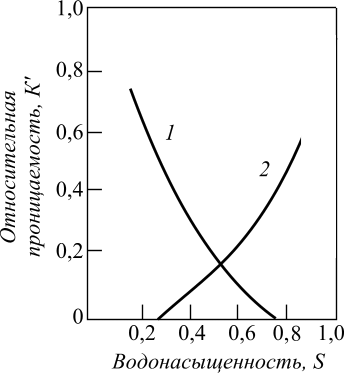 1,0
0,8
0,6
0,4
0,2
0
Относительная
проницаемость, К'
1
2
0,2 0,4 0,6 0,8 1,0
Водонасыщенность, S